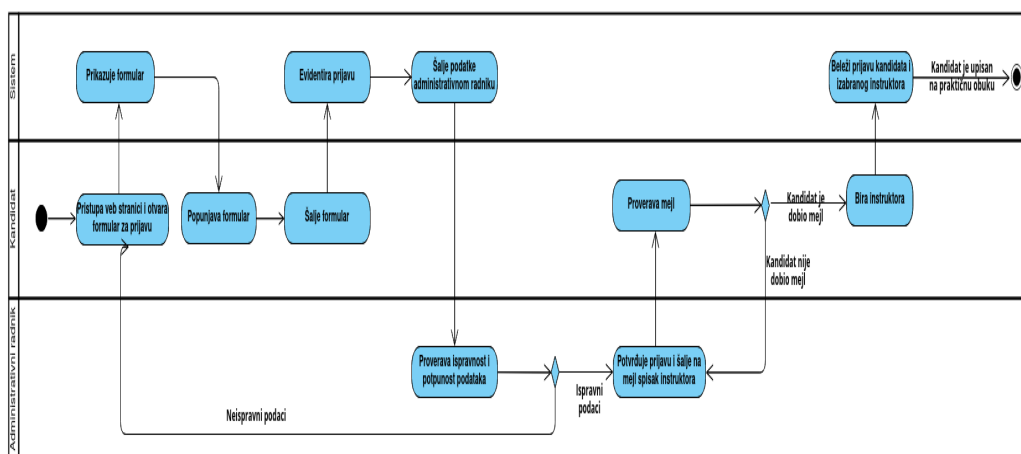 Sistem
Prikazuje formular
Evidentira prijavu
Šalje podatke
administrativnom radniku
Beleži prijavu kandidata i
izabranog instruktora
Kandidat je upisan
na praktičnu obuku
Kandidat
Pristupa veb stranici i otvara
formular za prijavu
Popunjava formular
Šalje formular
Proverava mejl
Kandidat je
dobio mejl
Bira instruktora
Kandidat nije
dobio mejl
Administrativni radnik
Proverava ispravnost i
potpunost podataka
Ispravni
podaci
Potvrđuje prijavu i šalje na
mejl spisak instruktora
Neispravni podaci